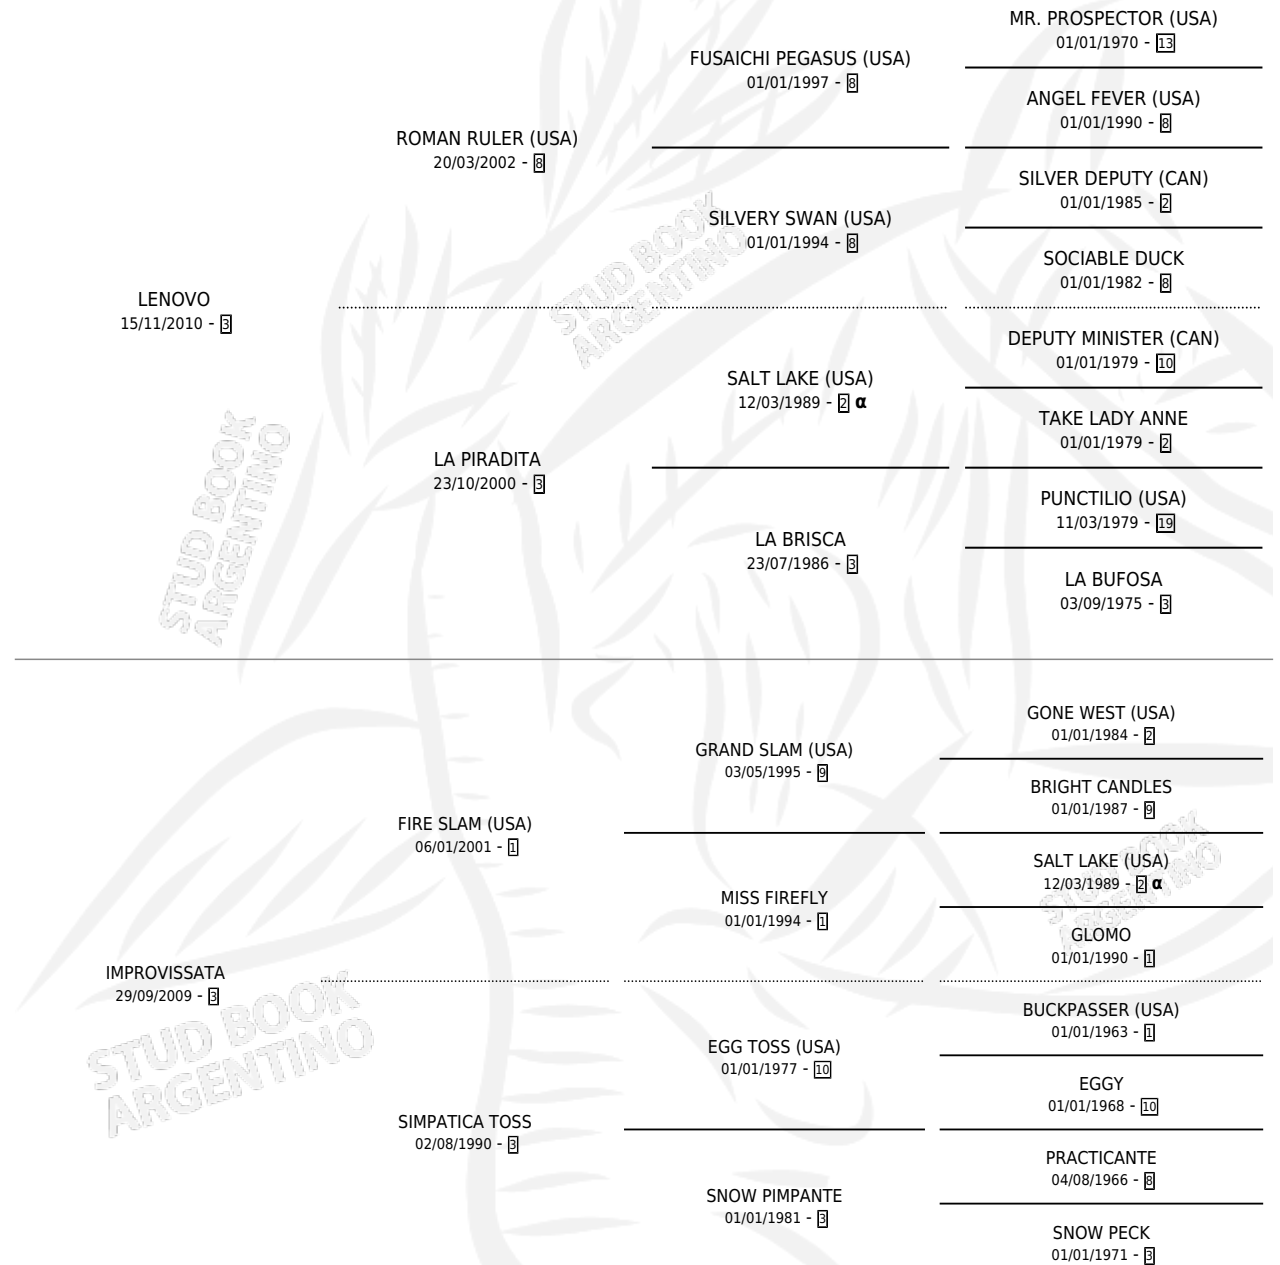 MR. PROSPECTOR (USA)
01/01/1970 - 13
FUSAICHI PEGASUS (USA)
01/01/1997 - 8
ANGEL FEVER (USA)
01/01/1990 - 8
ROMAN RULER (USA)
20/03/2002 - 8
SILVER DEPUTY (CAN)
01/01/1985 - 2
SILVERY SWAN (USA)
01/01/1994 - 8
SOCIABLE DUCK
01/01/1982 - 8
LENOVO
15/11/2010 - 3
DEPUTY MINISTER (CAN)
01/01/1979 - 10
SALT LAKE (USA)
12/03/1989 - 2 α
TAKE LADY ANNE
01/01/1979 - 2
LA PIRADITA
23/10/2000 - 3
PUNCTILIO (USA)
11/03/1979 - 19
LA BRISCA
23/07/1986 - 3
LA BUFOSA
03/09/1975 - 3
GONE WEST (USA)
01/01/1984 - 2
GRAND SLAM (USA)
03/05/1995 - 9
BRIGHT CANDLES
01/01/1987 - 9
FIRE SLAM (USA)
06/01/2001 - 1
SALT LAKE (USA)
12/03/1989 - 2 α
MISS FIREFLY
01/01/1994 - 1
GLOMO
01/01/1990 - 1
IMPROVISSATA
29/09/2009 - 3
BUCKPASSER (USA)
01/01/1963 - 1
EGG TOSS (USA)
01/01/1977 - 10
EGGY
01/01/1968 - 10
SIMPATICA TOSS
02/08/1990 - 3
PRACTICANTE
04/08/1966 - 8
SNOW PIMPANTE
01/01/1981 - 3
SNOW PECK
01/01/1971 - 3
STUD BOOK
ARGENTINO
STUD BOOK
ARGENTINO
STUD BOOK
ARGENTINO
STUD BOOK
ARGENTINO